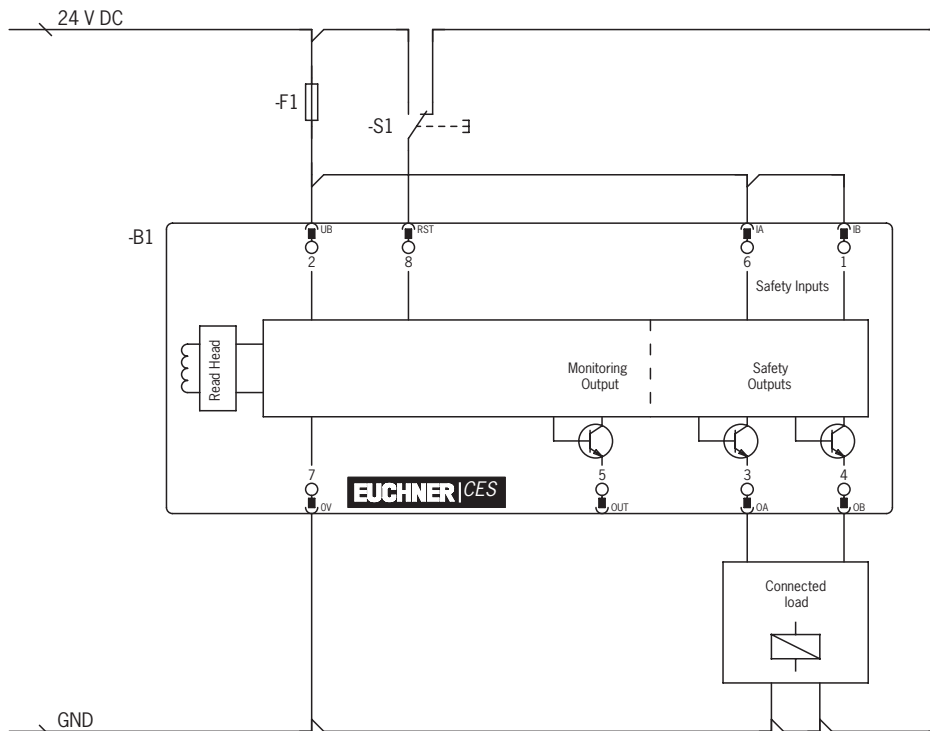 24 V DC
-F1
-S1
-B1
UB
RST
IA
IB
2
8
6
1
Safety Inputs
Read Head
Monitoring
Output
Safety
Outputs
7
5
3
4
EUCHNER|CES
0V
OUT
OA
OB
Connected
load
GND